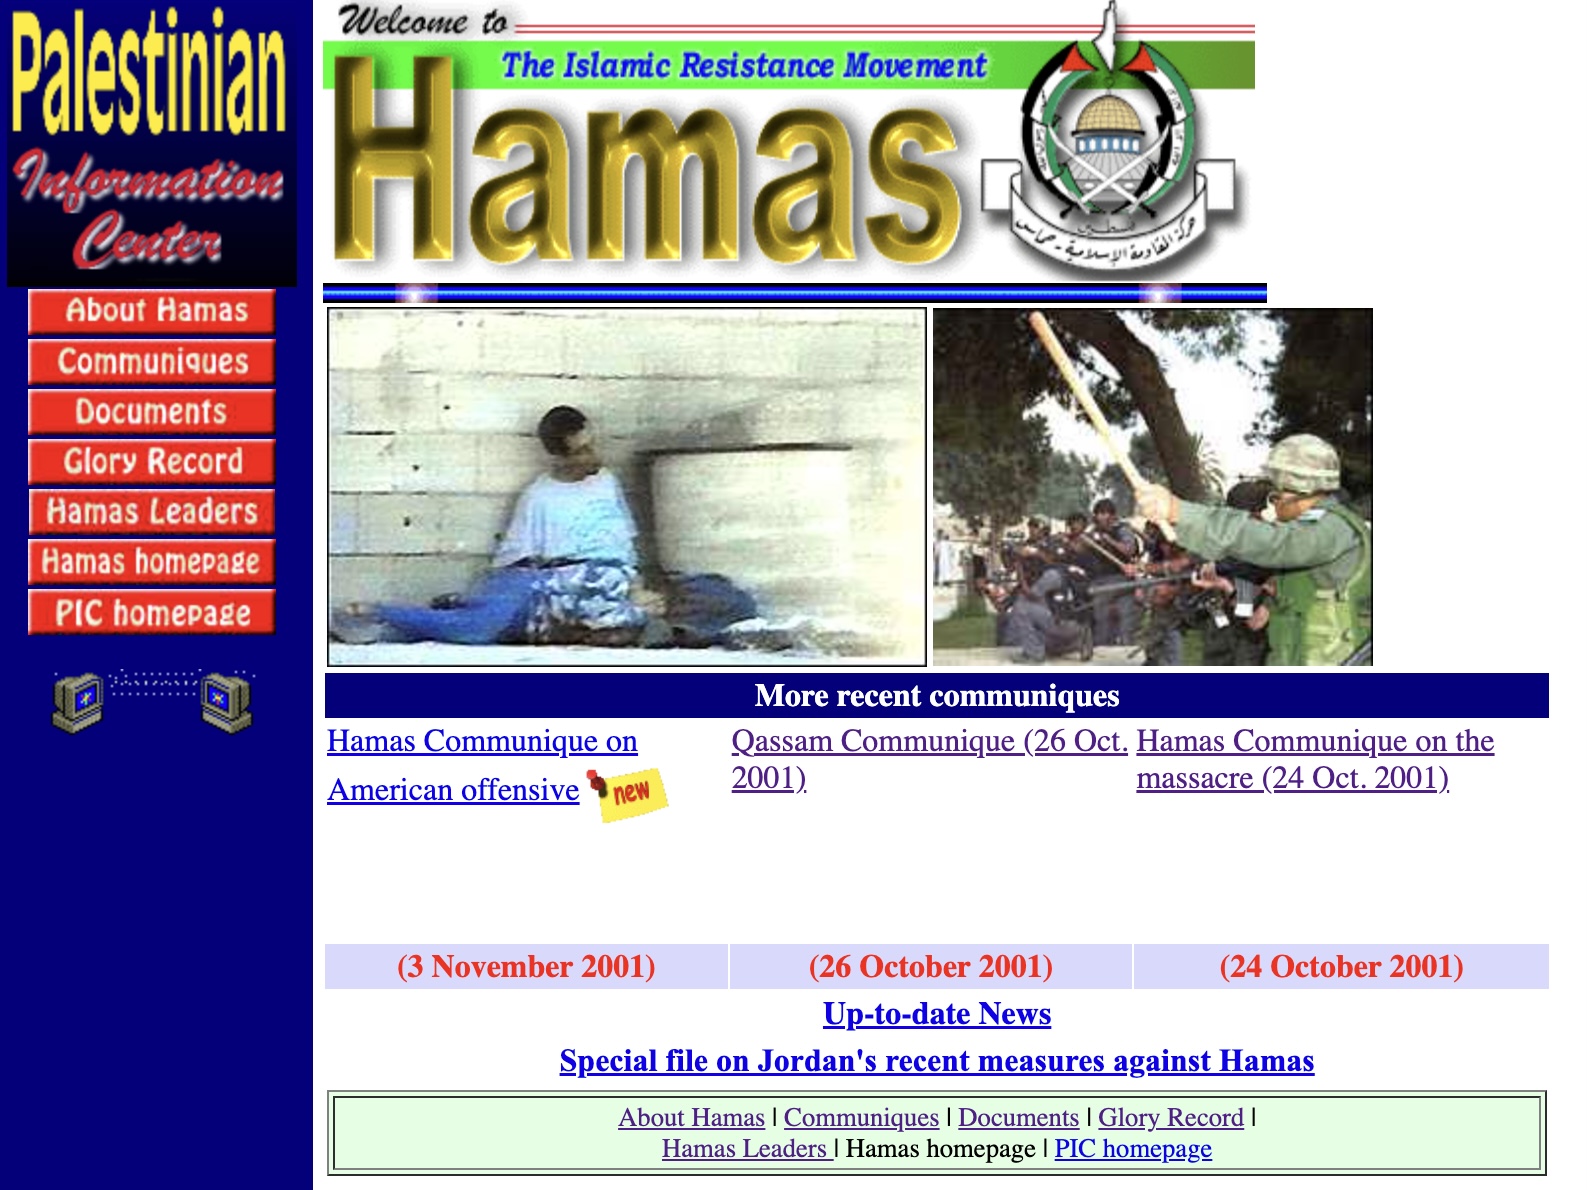 Palestinian
Information
Center
About Hamas
Communiques
Documents
Glory Record
Hamas Leaders
Hamas homepage
PIC homepage
Welcome to
The Islamic Resistance Movement
Hamas
فلسطين
حركة المقاومة الإسلامية - حماس
More recent communiques
Hamas Communique on
American offensive new
Qassam Communique (26 Oct.
2001)
Hamas Communique on the
massacre (24 Oct. 2001)
(3 November 2001)
(26 October 2001)
(24 October 2001)
Up-to-date News
Special file on Jordan's recent measures against Hamas
About Hamas | Communiques | Documents | Glory Record |
Hamas Leaders | Hamas homepage | PIC homepage